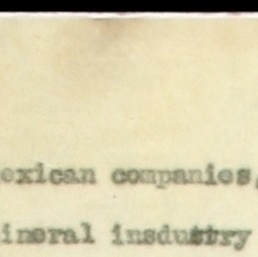 exican companies,
ineral insdustry